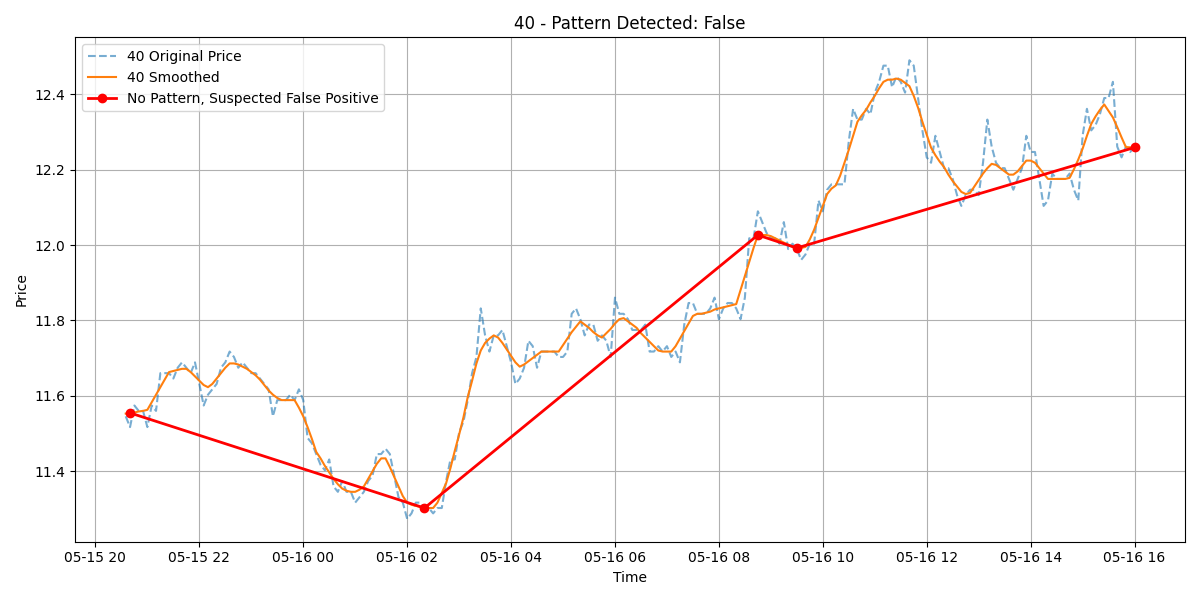 40 - Pattern Detected: False
40 Original Price
40 Smoothed
No Pattern, Suspected False Positive
Price
12.4
12.2
12.0
11.8
11.6
11.4
05-15 20 05-15 22 05-16 00 05-16 02 05-16 04 05-16 06 05-16 08 05-16 10 05-16 12 05-16 14 05-16 16
Time